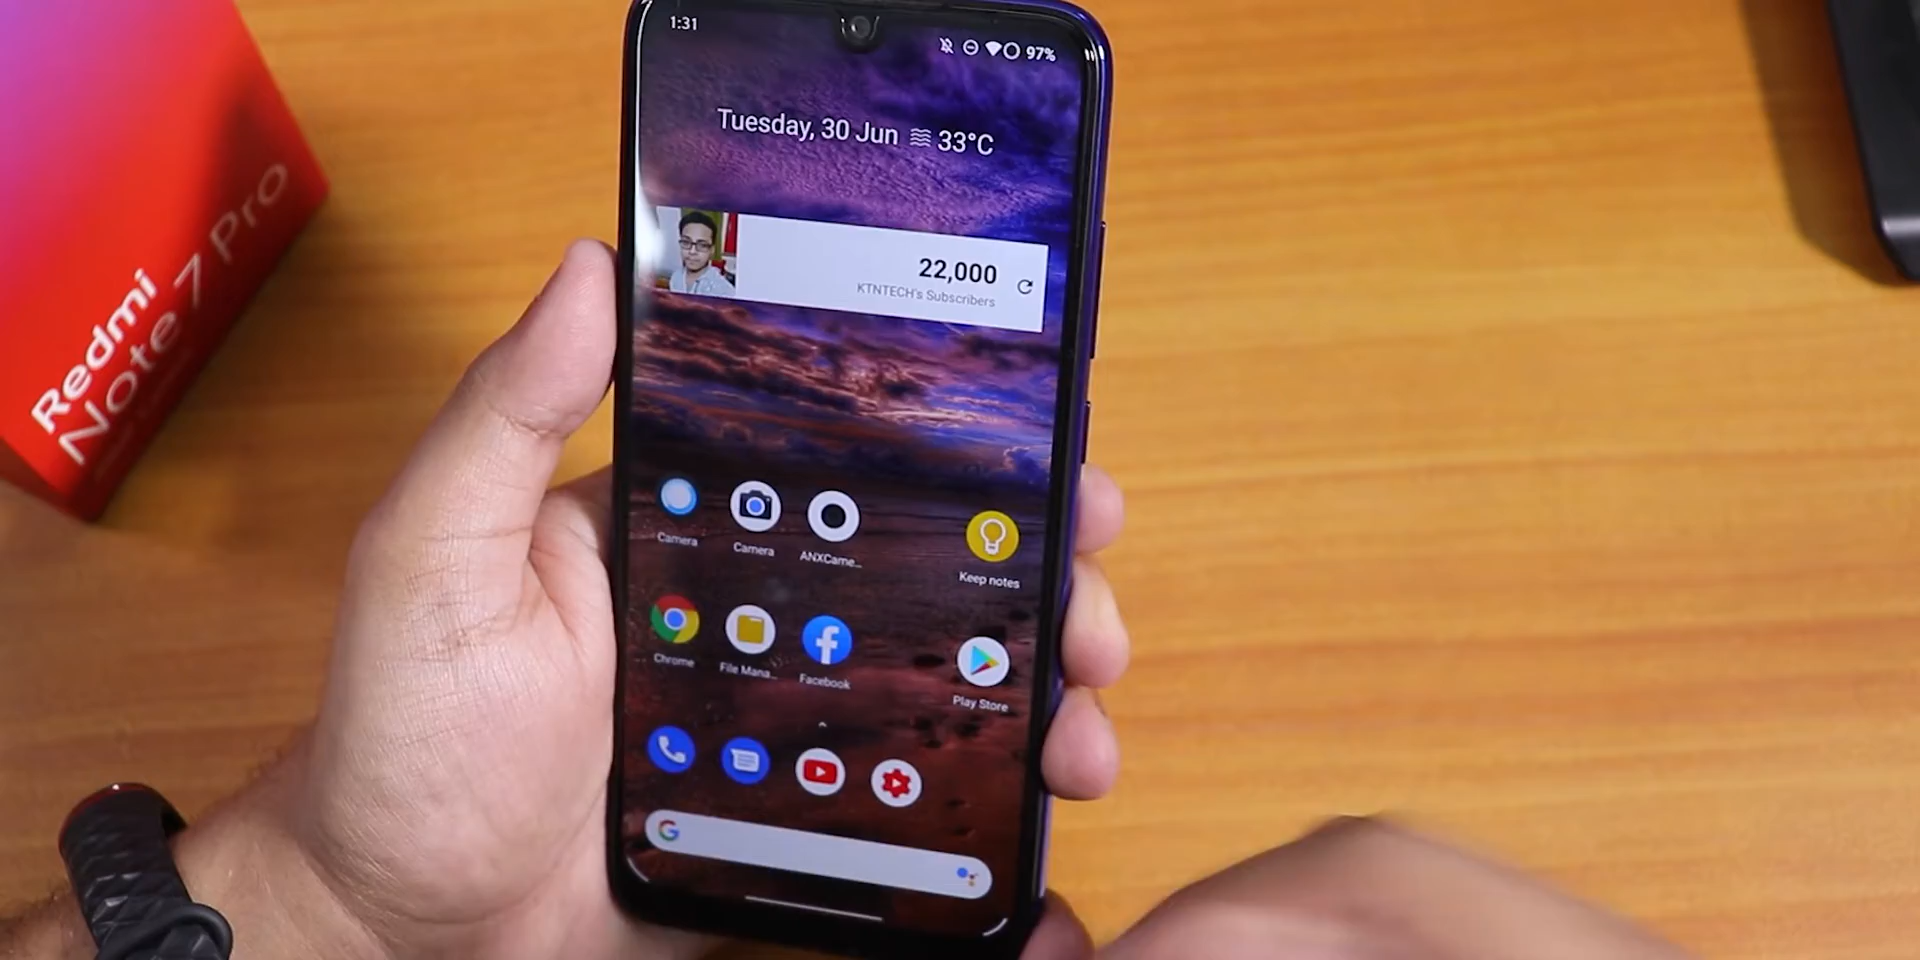 Redmi
Note 7 Pro
1:31
97%
Tuesday, 30 Jun 33°C
22,000
KTNTECH's Subscribers
Camera
Camera
ANXCame...
Keep notes
Chrome
File Mana...
Facebook
Play Store